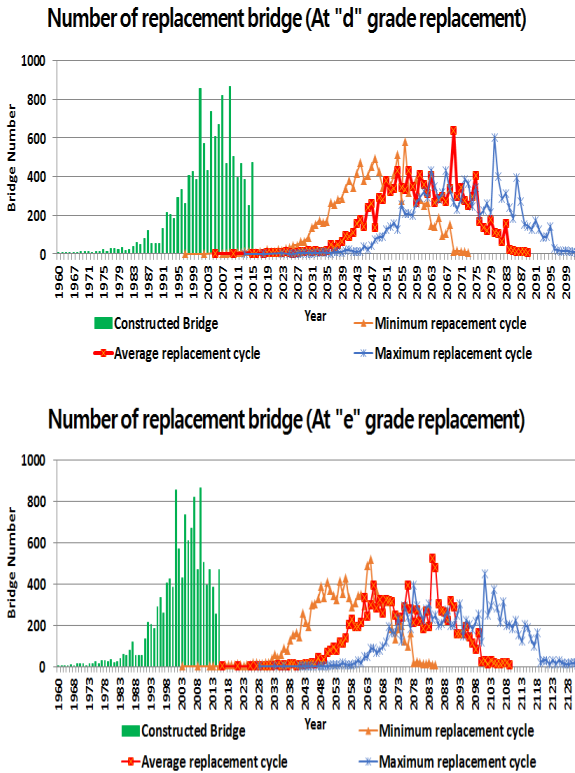 Number of replacement bridge (At "d" grade replacement)
1000
800
600
400
200
0
Bridge Number
1960 1967 1971 1975 1979 1983 1987 1991 1995 1999 2003 2007 2011 2015 2019 2023 2027 2031 2035 2039 2043 2047 2051 2055 2059 2063 2067 2071 2075 2079 2083 2087 2091 2095 2099
Year
Constructed Bridge Minimum repacement cycle
Average replacement cycle Maximum replacement cycle
Number of replacement bridge (At "e" grade replacement)
1000
800
600
400
200
0
Bridge Number
1960 1968 1973 1978 1983 1988 1993 1998 2003 2008 2013 2018 2023 2028 2033 2038 2043 2048 2053 2058 2063 2068 2073 2078 2083 2088 2093 2098 2103 2108 2113 2118 2123 2128
Year
Constructed Bridge Minimum replacement cycle
Average replacement cycle Maximum replacement cycle